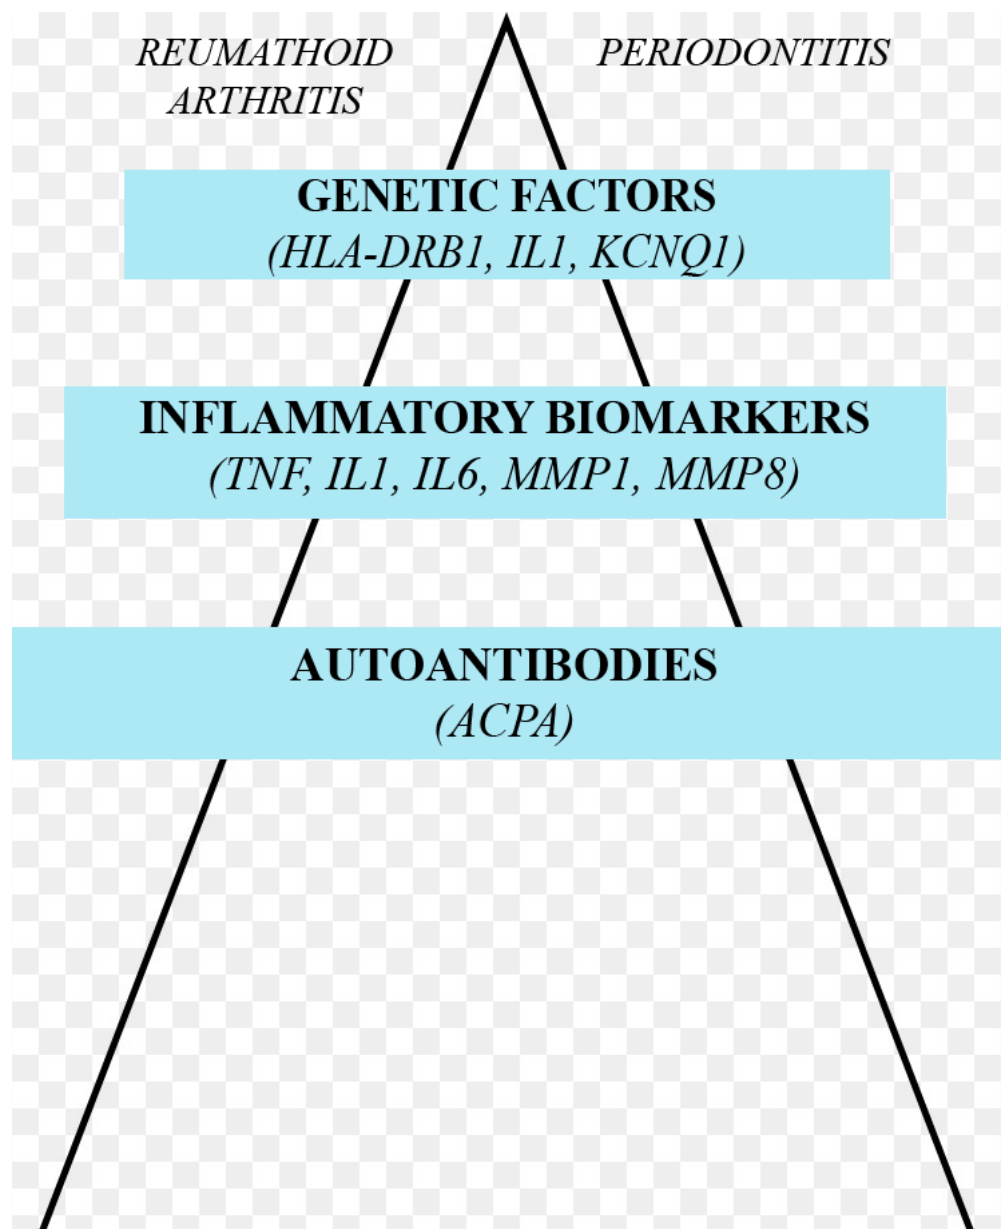 REUMATHOID
ARTHRITIS
PERIODONTITIS
GENETIC FACTORS
(HLA-DRB1, IL1, KCNQ1)
INFLAMMATORY BIOMARKERS
(TNF, IL1, IL6, MMP1, MMP8)
AUTOANTIBODIES
(ACPA)